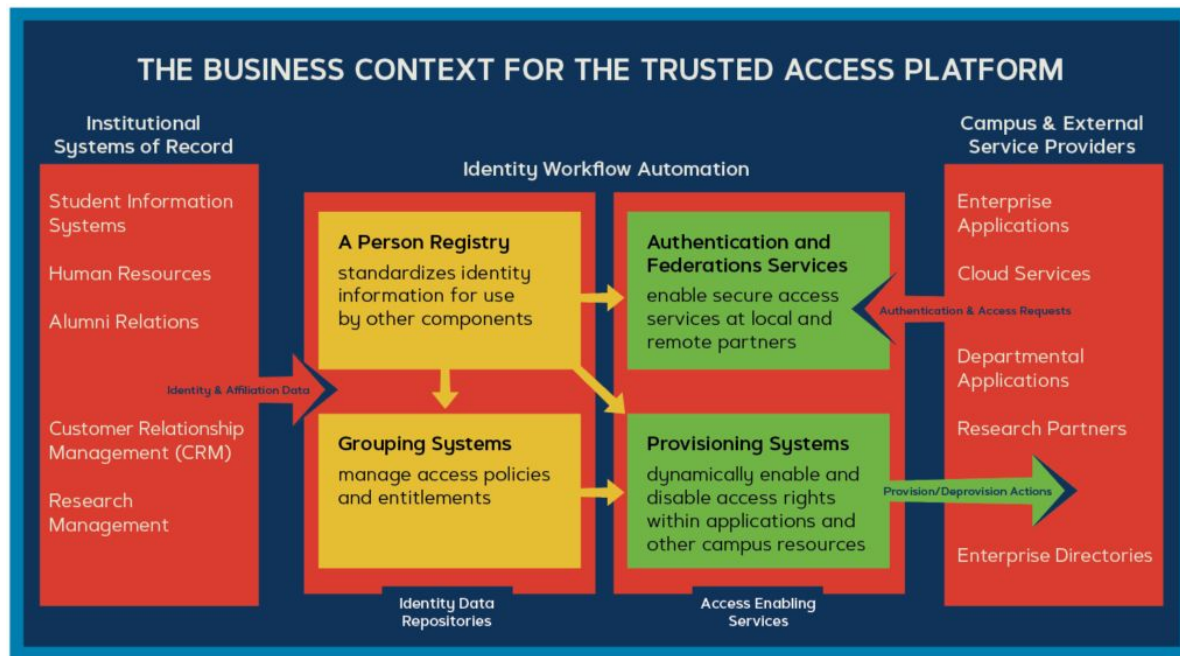 THE BUSINESS CONTEXT FOR THE TRUSTED ACCESS PLATFORM
Institutional
Systems of Record
Student Information
Systems
Human Resources
Alumni Relations
Identity & Affiliation Data
Customer Relationship
Management (CRM)
Research
Management
Identity Workflow Automation
A Person Registry
standardizes identity
information for use
by other components
Grouping Systems
manage access policies
and entitlements
Identity Data
Repositories
Authentication and
Federations Services
enable secure access
services at local and
remote partners
Provisioning Systems
dynamically enable and
disable access rights
within applications and
other campus resources
Access Enabling
Services
Campus & External
Service Providers
Enterprise
Applications
Cloud Services
Authentication & Access Requests
Departmental
Applications
Research Partners
Provision/Deprovision Actions
Enterprise Directories